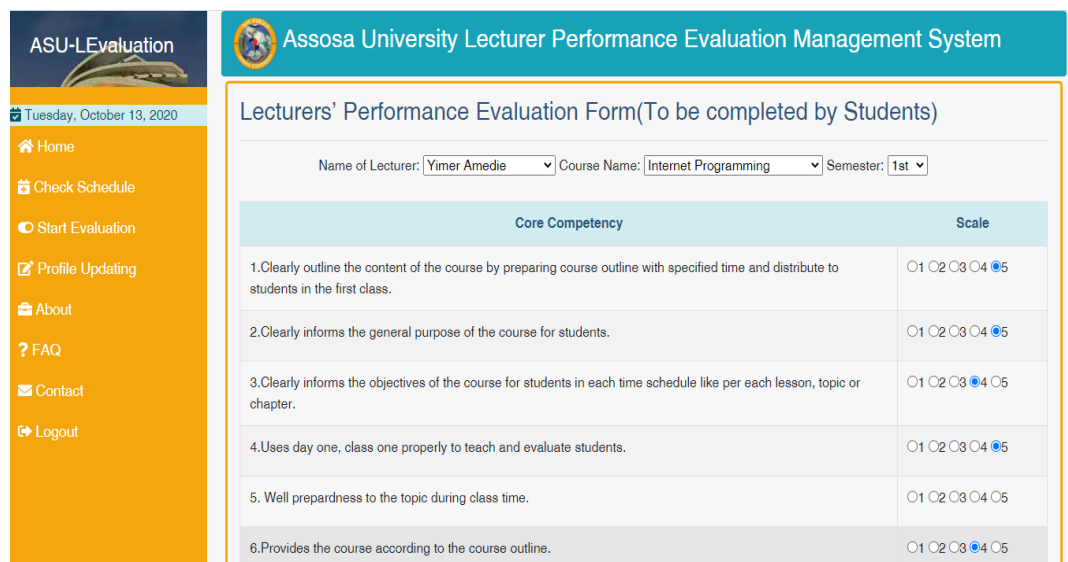 ASU-LEvaluation
Assosa University Lecturer Performance Evaluation Management System
Tuesday, October 13, 2020
Home
Check Schedule
Start Evaluation
Profile Updating
About
FAQ
Contact
Logout
Lecturers' Performance Evaluation Form(To be completed by Students)
Name of Lecturer: Yimer Amedie Course Name: Internet Programming Semester: 1st
Core Competency Scale
1.Clearly outline the content of the course by preparing course outline with specified time and distribute to 1 2 3 4 5
students in the first class.
2.Clearly informs the general purpose of the course for students. 1 2 3 4 5
3.Clearly informs the objectives of the course for students in each time schedule like per each lesson, topic or 1 2 3 4 5
chapter.
4.Uses day one, class one properly to teach and evaluate students. 1 2 3 4 5
5. Well prepardness to the topic during class time. 1 2 3 4 5
6.Provides the course according to the course outline. 1 2 3 4 5